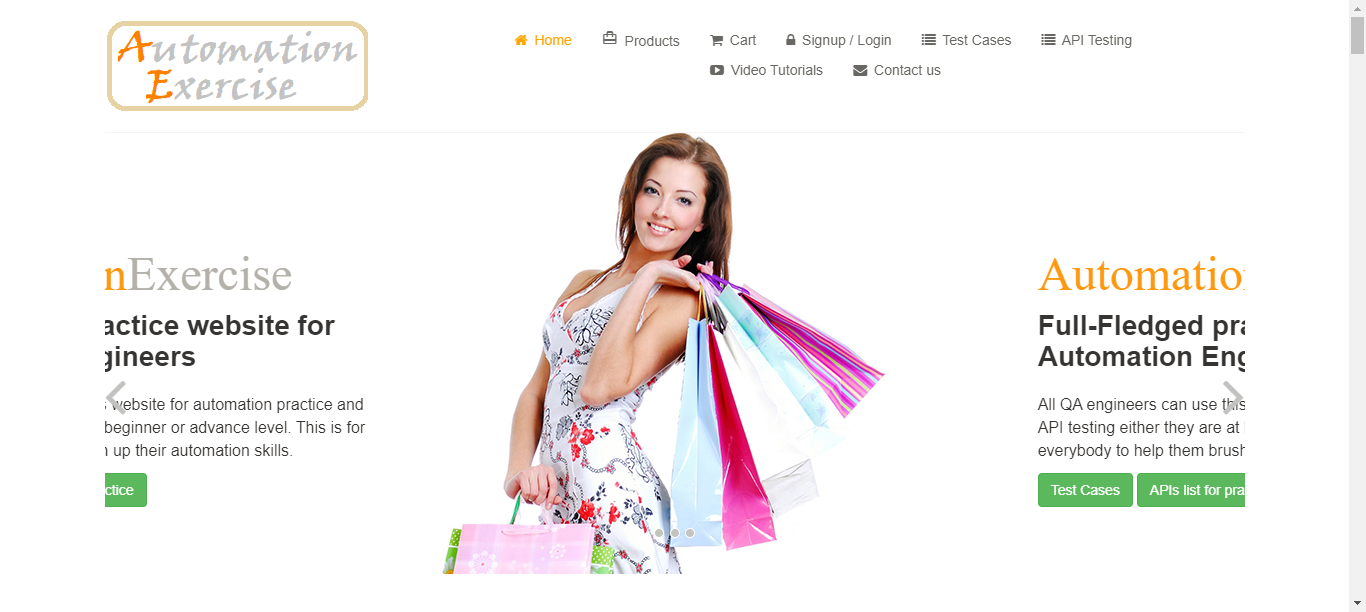 Automation
Exercise
Home
Products
Cart
Signup / Login
Test Cases
API Testing
Video Tutorials
Contact us
nExercise
actice website for
gineers
website for automation practice and
beginner or advance level. This is for
up their automation skills.
ctice
Automatio
Full-Fledged pra
Automation Eng
All QA engineers can use this
API testing either they are at
everybody to help them brush
Test Cases
APIs list for pra